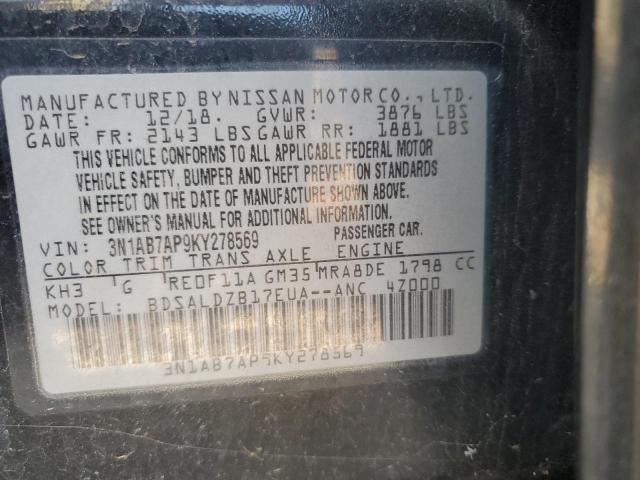 MANUFACTURED BY NISSAN MOTOR CO., LTD.
DATE: 12/18. GVWR: 3876 LBS
GAWR FR: 2143 LBS GAWR RR: 1881 LBS
THIS VEHICLE CONFORMS TO ALL APPLICABLE FEDERAL MOTOR
VEHICLE SAFETY, BUMPER AND THEFT PREVENTION STANDARDS
IN EFFECT ON THE DATE OF MANUFACTURE SHOWN ABOVE.
SEE OWNER'S MANUAL FOR ADDITIONAL INFORMATION.
VIN: 3N1AB7AP9KY278569 PASSENGER CAR.
COLOR TRIM TRANS AXLE ENGINE
KH3 G RE0F11A GM35 MRA8DE 1798 CC
MODEL: BDSALDZB17EUA--ANC 4Z000
3N1AB7AP9KY278569